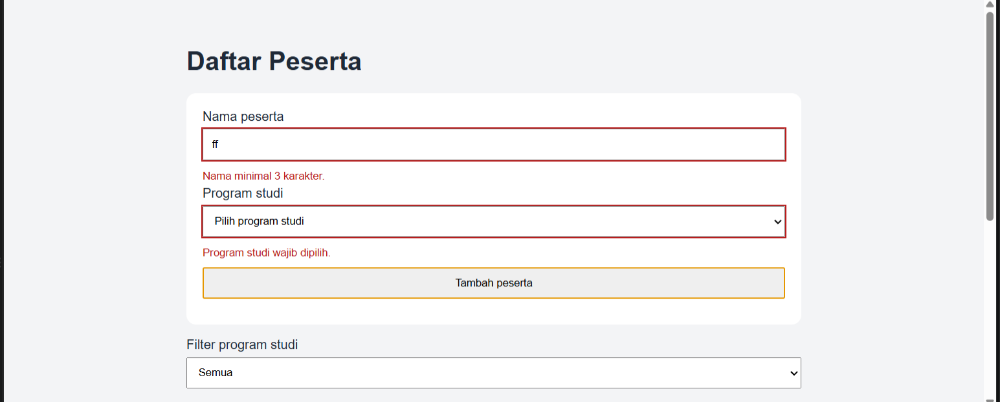 Daftar Peserta
Nama peserta
ff
Nama minimal 3 karakter.
Program studi
Pilih program studi
Program studi wajib dipilih.
Tambah peserta
Filter program studi
Semua